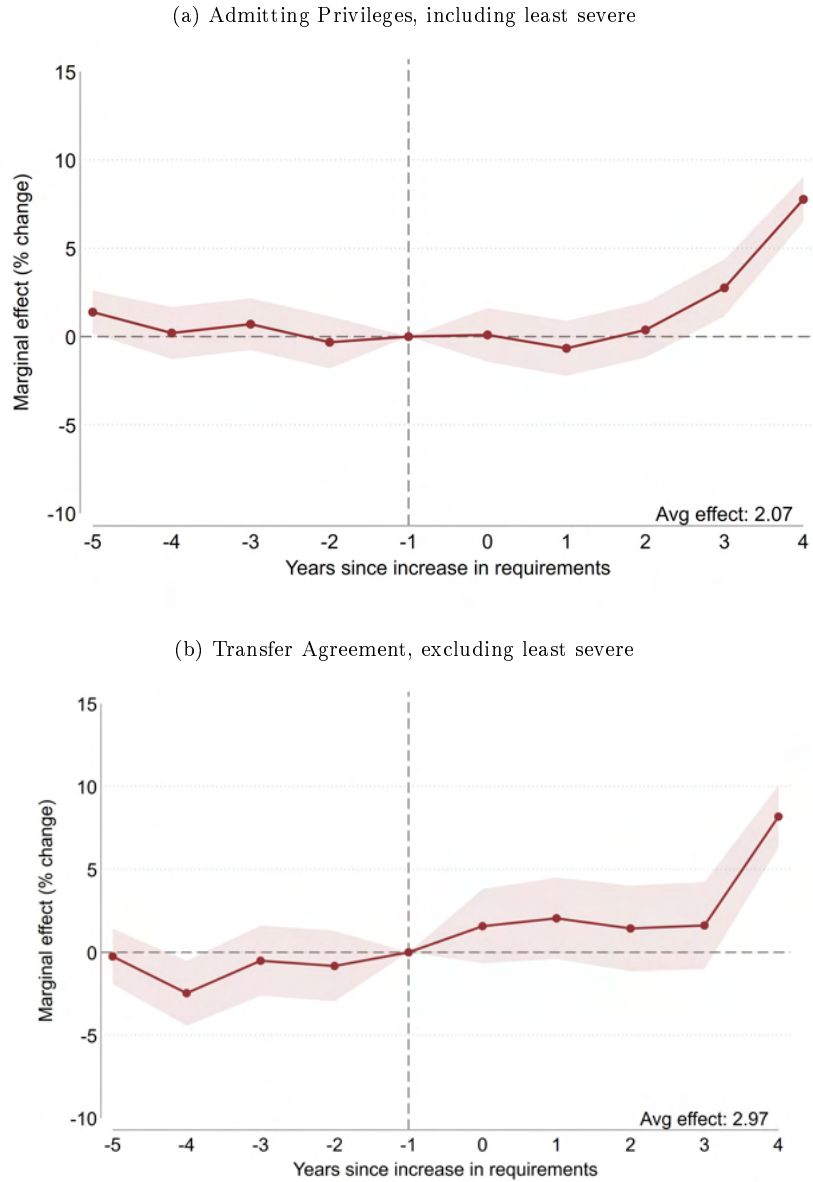 (a) Admitting Privileges, including least severe
15
10
5
0
-5
-10
Marginal effect (% change)
Avg effect: 2.07
-5 -4 -3 -2 -1 0 1 2 3 4
Years since increase in requirements
(b) Transfer Agreement, excluding least severe
15
10
5
0
-5
-10
Marginal effect (% change)
Avg effect: 2.97
-5 -4 -3 -2 -1 0 1 2 3 4
Years since increase in requirements